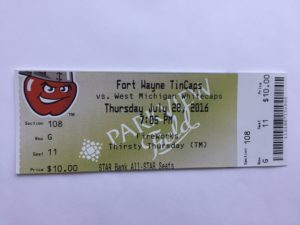 Fort Wayne TinCaps
vs. West Michigan Whitecaps
Thursday July 28, 2016
7:05 PM
PARKVIEW
Field
Fireworks
Thirsty Thursday (TM)
STAR Bank All-STAR Seats
Section 108
Row G
Seat 11
Price $10.00
$10.00
Section 108
Row G
Seat 11